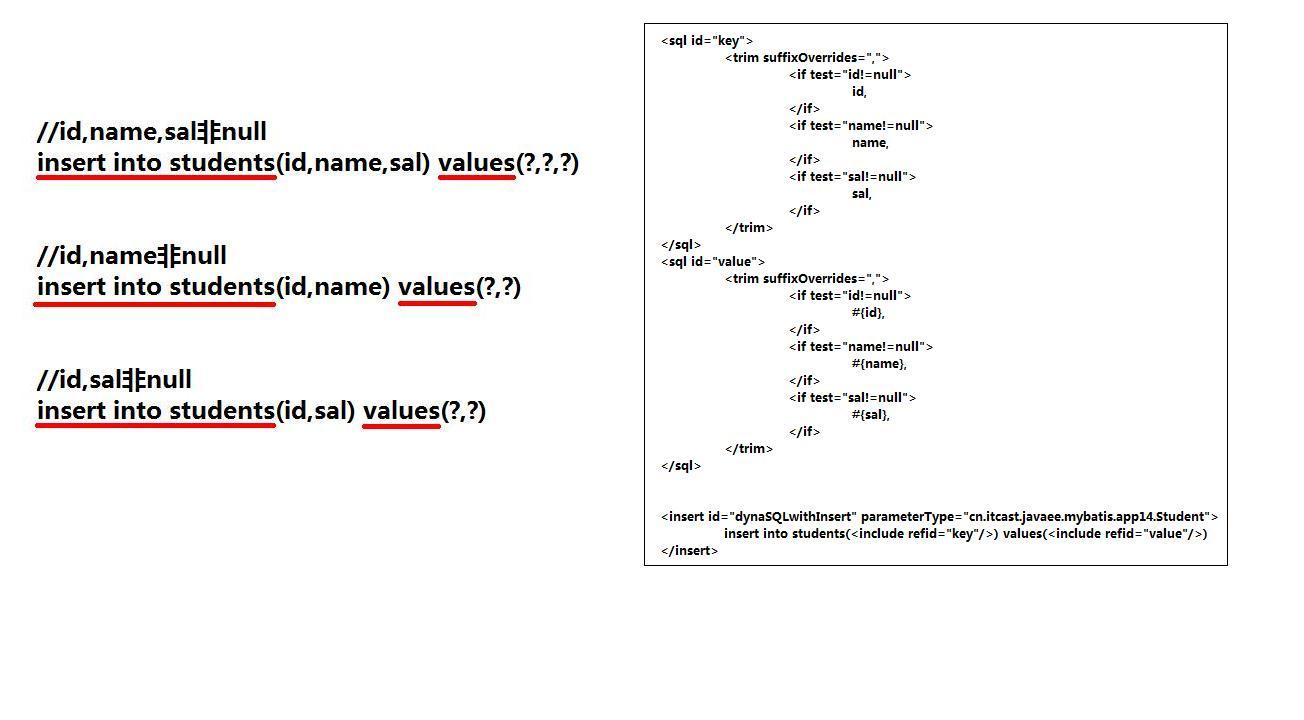 //id,name,sal非null
insert into students(id,name,sal) values(?,?,?)
//id,name非null
insert into students(id,name) values(?,?)
//id,sal非null
insert into students(id,sal) values(?,?)
<sql id="key">
<trim suffixOverrides=",">
<if test="id!=null">
id,
</if>
<if test="name!=null">
name,
</if>
<if test="sal!=null">
sal,
</if>
</trim>
</sql>
<sql id="value">
<trim suffixOverrides=",">
<if test="id!=null">
#{id},
</if>
<if test="name!=null">
#{name},
</if>
<if test="sal!=null">
#{sal},
</if>
</trim>
</sql>
<insert id="dynaSQLwithInsert" parameterType="cn.itcast.javaee.mybatis.app14.Student">
insert into students(<include refid="key"/>) values(<include refid="value"/>)
</insert>